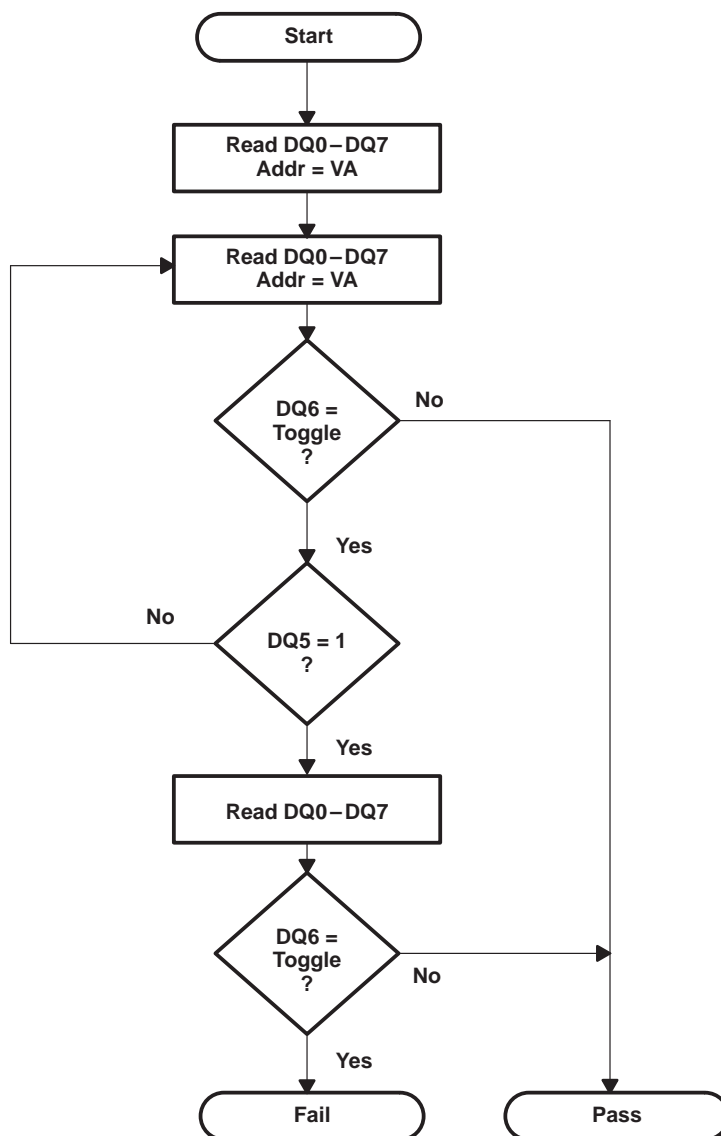 Start
Read DQ0–DQ7
Addr = VA
Read DQ0–DQ7
Addr = VA
DQ6 =
Toggle
?
No
Yes
No
DQ5 = 1
?
Yes
Read DQ0–DQ7
DQ6 =
Toggle
?
No
Yes
Fail
Pass